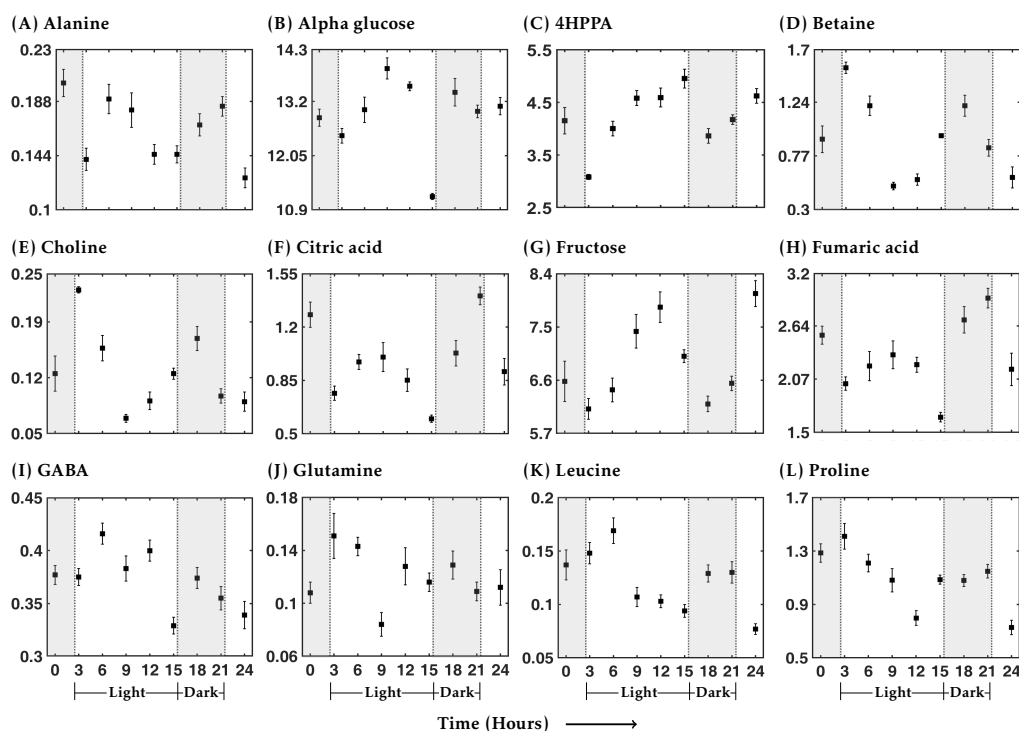 (A) Alanine
0.23
0.188
0.144
0.1
(B) Alpha glucose
14.3
13.2
12.05
10.9
(C) 4HPPA
5.5
4.5
3.5
2.5
(D) Betaine
1.7
1.24
0.77
0.3
(E) Choline
0.25
0.19
0.12
0.05
(F) Citric acid
1.55
1.2
0.85
0.5
(G) Fructose
8.4
7.5
6.6
5.7
(H) Fumaric acid
3.2
2.64
2.07
1.5
(I) GABA
0.45
0.4
0.35
0.3
0 3 6 9 12 15 18 21 24
Light Dark
(J) Glutamine
0.18
0.14
0.1
0.06
0 3 6 9 12 15 18 21 24
Light Dark
(K) Leucine
0.2
0.15
0.1
0.05
0 3 6 9 12 15 18 21 24
Light Dark
(L) Proline
1.7
1.3
0.9
0.5
0 3 6 9 12 15 18 21 24
Light Dark
Time (Hours)